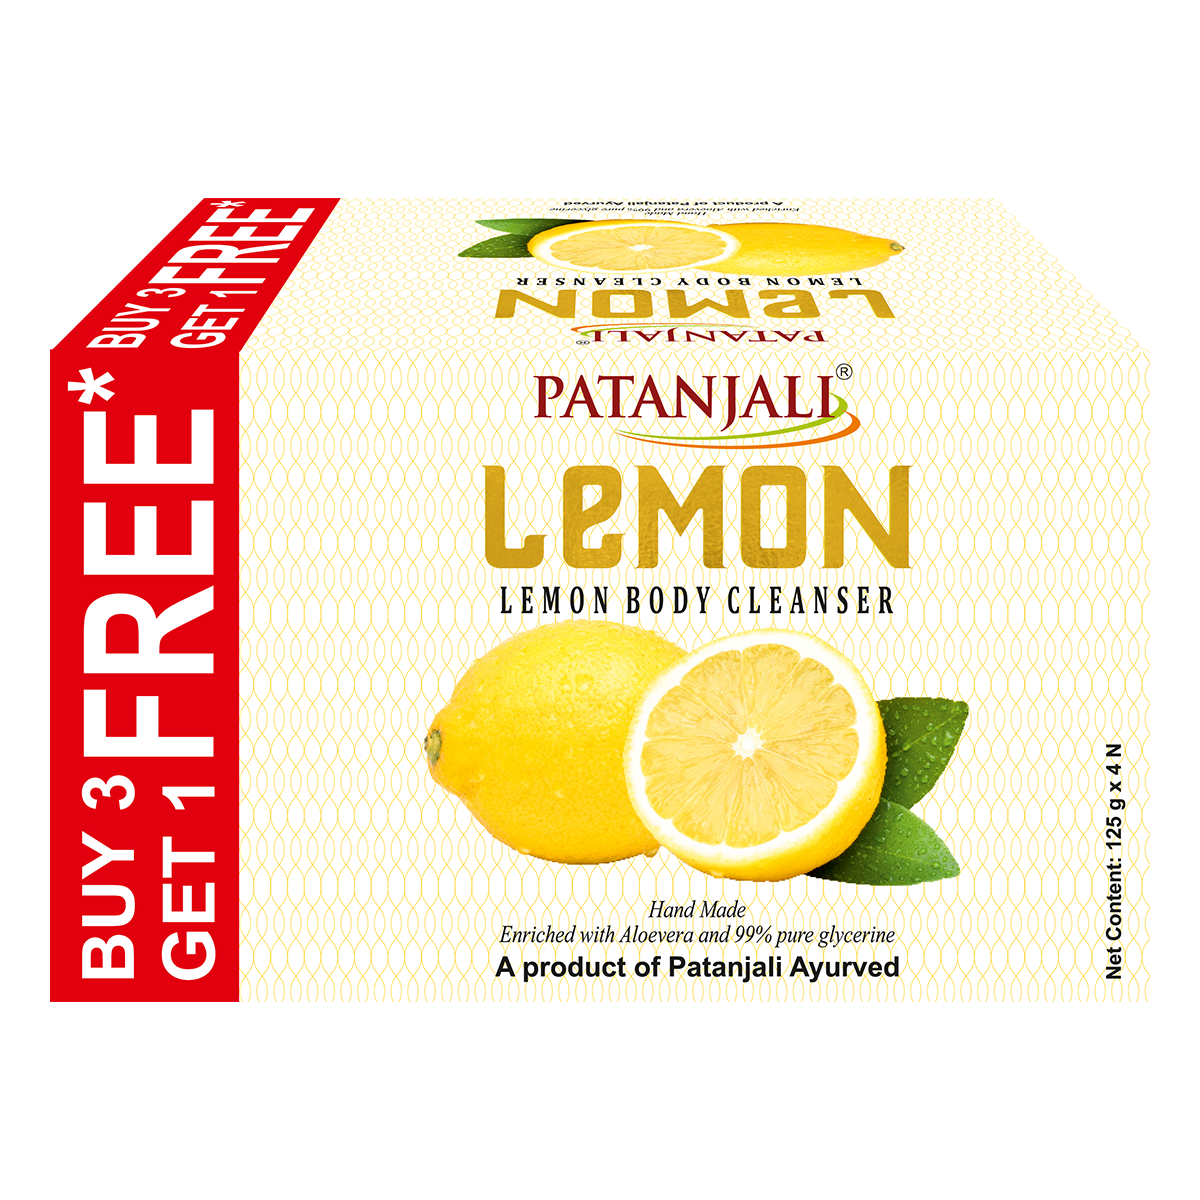 BUY 3
GET 1 FREE*
A product of Patanjali Ayurved
Enriched with Aloevera and 99% pure glycerine
Hand Made
LEMON BODY CLEANSER
LeMON
PATANJALI®
BUY 3
GET 1 FREE*
PATANJALI®
LeMON
LEMON BODY CLEANSER
Hand Made
Enriched with Aloevera and 99% pure glycerine
A product of Patanjali Ayurved
Net Content: 125 g x 4 N